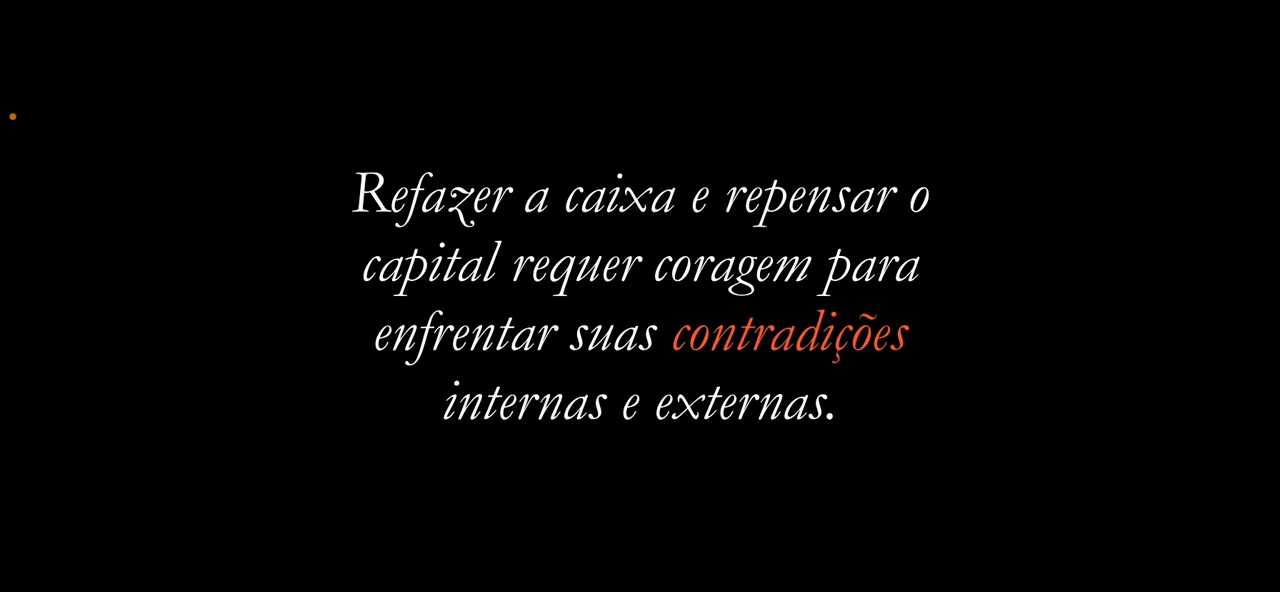 Refazer a caixa e repensar o
capital requer coragem para
enfrentar suas contradições
internas e externas.